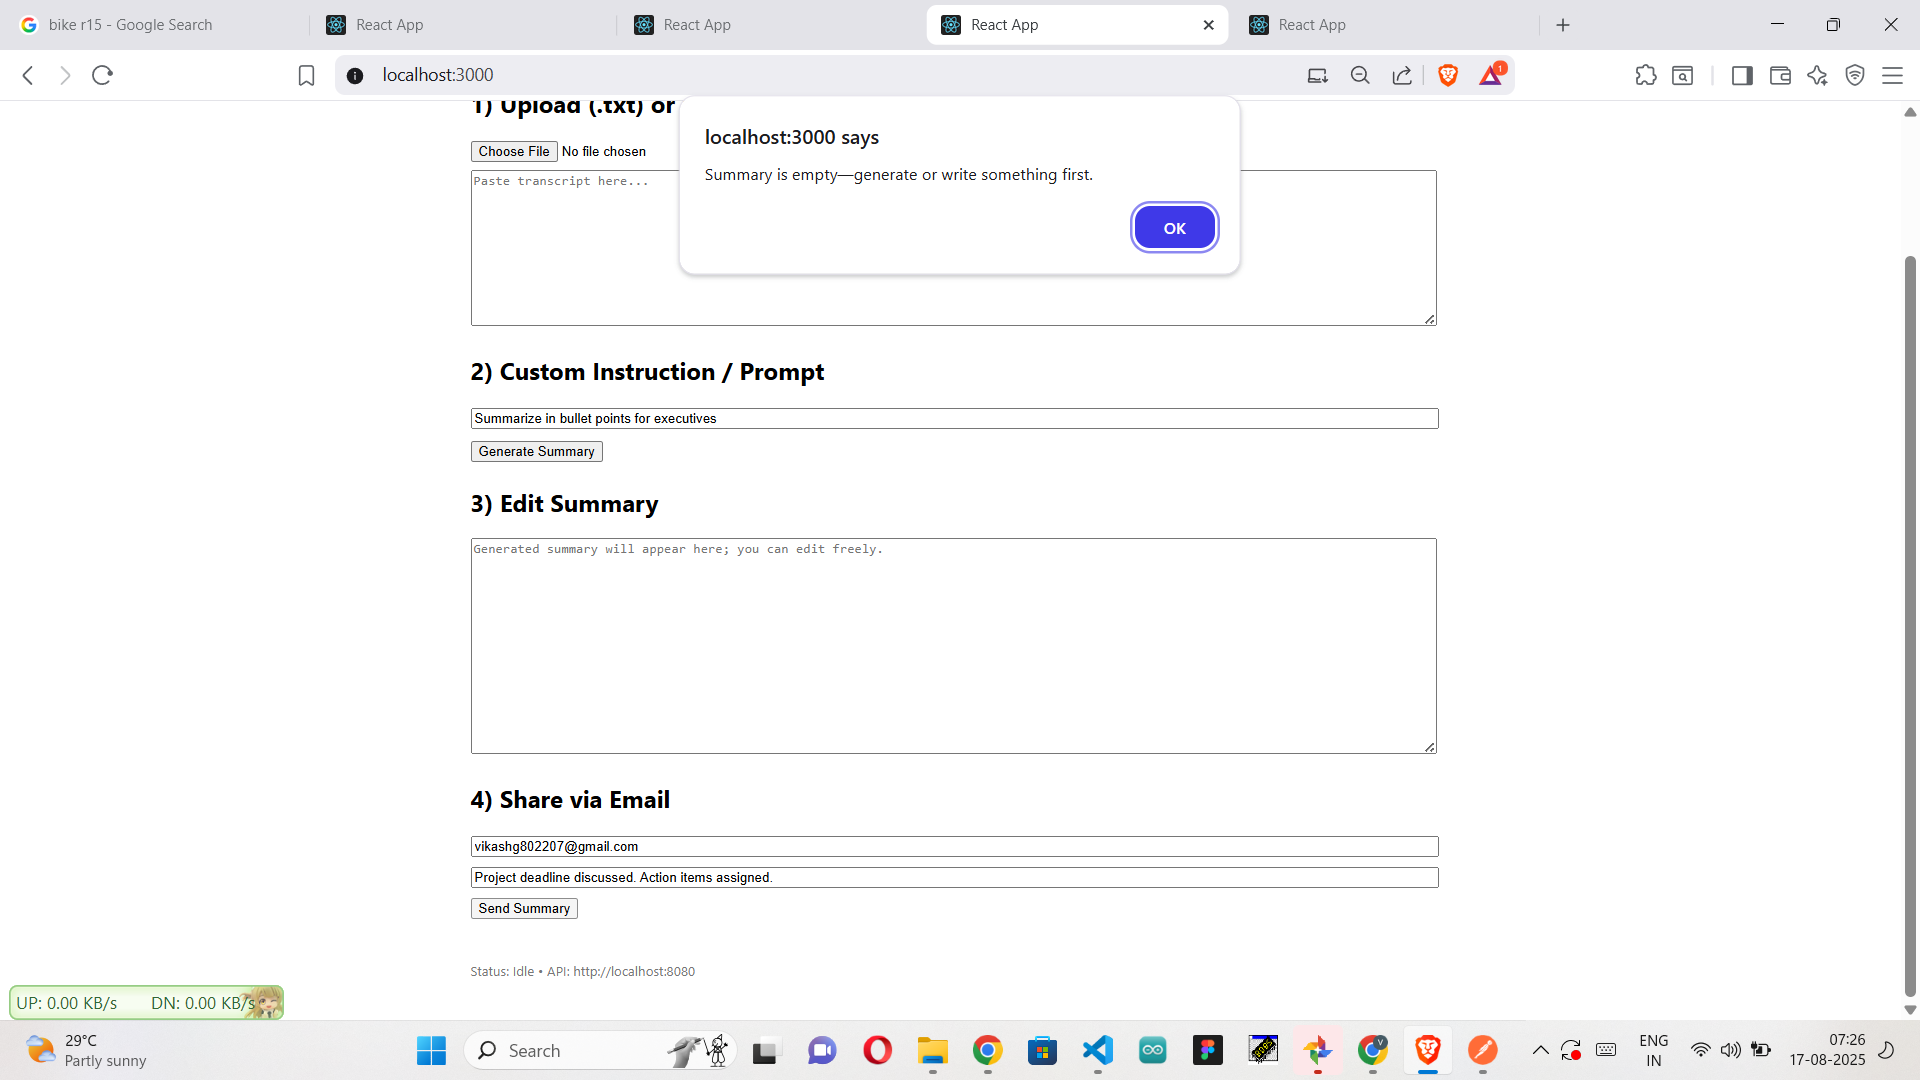 bike r15 - Google Search
React App
React App
React App
React App
localhost:3000
1
1) Upload (.txt) or
localhost:3000 says
Summary is empty—generate or write something first.
OK
Choose File No file chosen
Paste transcript here...
2) Custom Instruction / Prompt
Summarize in bullet points for executives
Generate Summary
3) Edit Summary
Generated summary will appear here; you can edit freely.
4) Share via Email
vikashg802207@gmail.com
Project deadline discussed. Action items assigned.
Send Summary
Status: Idle • API: http://localhost:8080
UP: 0.00 KB/s DN: 0.00 KB/s
29°C
Partly sunny
Search
V
ENG
IN
07:26
17-08-2025